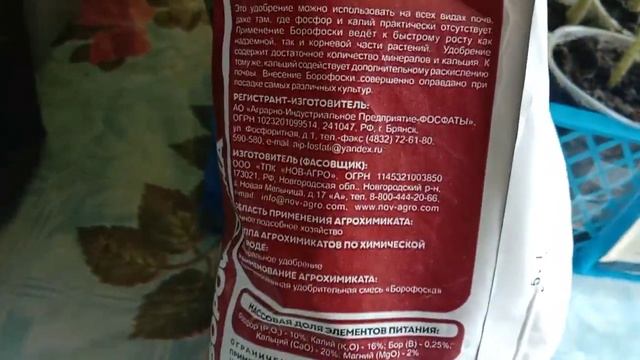 Это удобрение можно использовать на всех видах почв,
даже там, где фосфор и калий практически отсутствует.
Применение Борофоски ведёт к быстрому росту как
надземной, так и корневой части растений. Удобрение
содержит достаточное количество минералов и кальция. К
тому же, кальций содействует дополнительному раскислению
почвы. Внесение Борофоски совершенно оправдано при
посадке самых различных культур.
РЕГИСТРАНТ-ИЗГОТОВИТЕЛЬ:
АО «Аграрно-Индустриальное Предприятие-ФОСФАТЫ»,
ОГРН 1023201099514, 241047, РФ, г. Брянск,
ул. Фосфоритная, д.1, тел.-факс (4832) 72-61-80,
590-580, e-mail: aip-fosfati@yandex.ru
ИЗГОТОВИТЕЛЬ (ФАСОВЩИК):
ООО «ТПК «НОВ-АГРО», ОГРН 1145321003850
173021, РФ, Новгородская обл., Новгородский р-н,
д. Новая Мельница, д.17 «А», тел. 8-800-444-20-66,
e-mail: info@nov-agro.com, www.nov-agro.com
ОБЛАСТЬ ПРИМЕНЕНИЯ АГРОХИМИКАТА:
подсобное хозяйство
АГРОХИМИКАТОВ ПО ХИМИЧЕСКОЙ
удобрение
АГРОХИМИКАТА:
удобрительная смесь «Борофоска»
МАССОВАЯ ДОЛЯ ЭЛЕМЕНТОВ ПИТАНИЯ:
Фосфор (P₂O₅) - 10%; Калий (K₂O) - 16%; Бор (B) - 0,25%;
Кальций (CaO) - 20%; Магний (MgO) - 2%